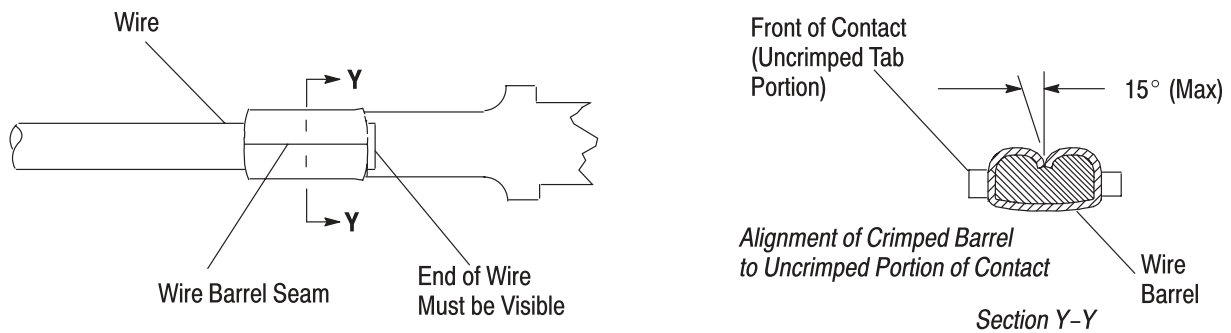 Wire
Y
Y
Wire Barrel Seam
End of Wire
Must be Visible
Front of Contact
(Uncrimped Tab
Portion)
15° (Max)
Alignment of Crimped Barrel
to Uncrimped Portion of Contact
Wire
Barrel
Section Y–Y